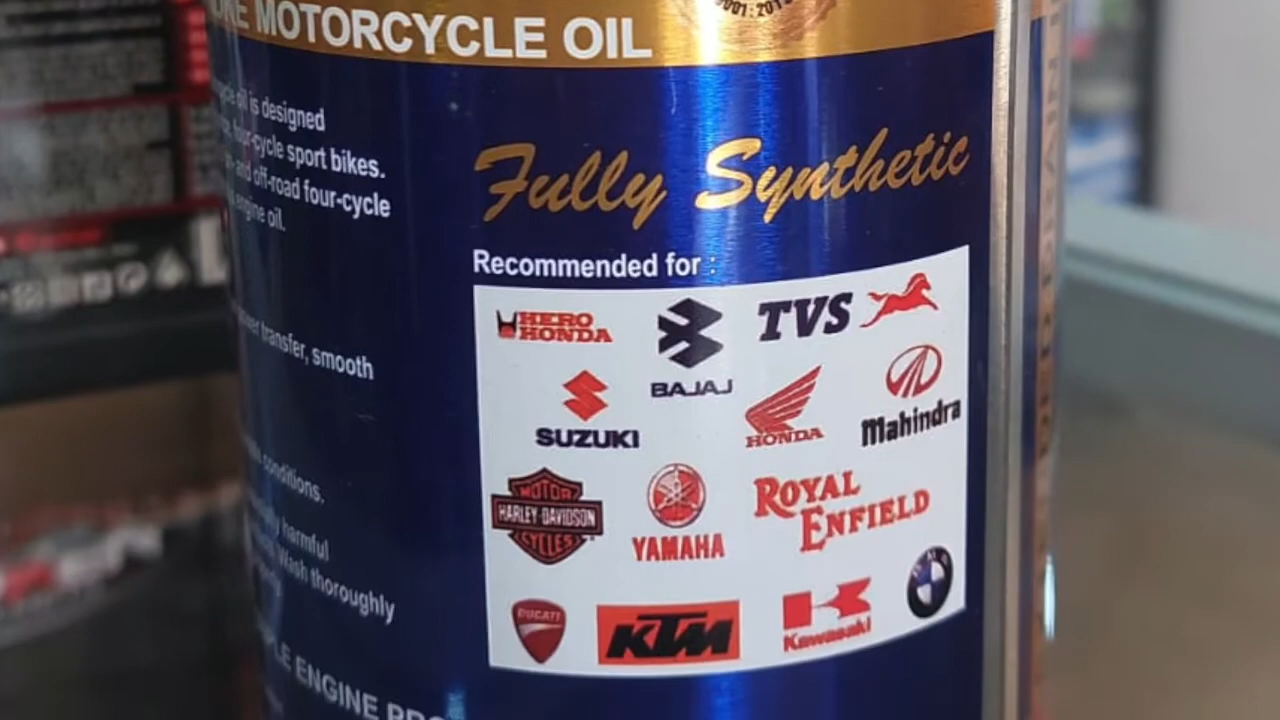 MOTORCYCLE OIL
oil is designed
four-cycle sport bikes.
and off-road four-cycle
engine oil.
transfer, smooth
conditions.
harmful
Wash thoroughly
ENGINE
Fully Synthetic
Recommended for :
HERO
HONDA
BAJAJ
TVS
SUZUKI
HONDA
Mahindra
MOTOR
HARLEY-DAVIDSON
CYCLES
YAMAHA
ROYAL
ENFIELD
DUCATI
KTM
Kawasaki
BMW